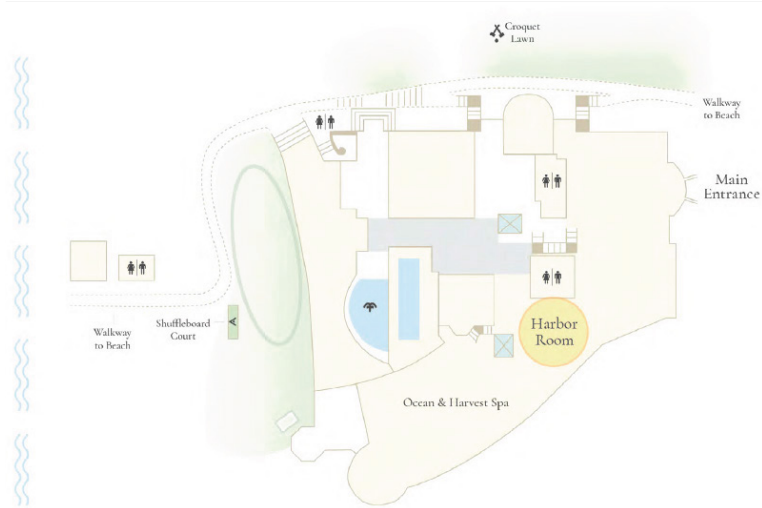 Croquet
Lawn
Walkway
to Beach
Main
Entrance
Walkway
to Beach
Shuffleboard
Court
Harbor
Room
Ocean & Harvest Spa